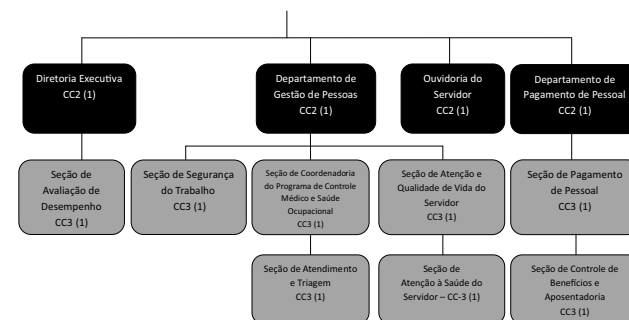 Diretoria Executiva
CC2 (1)
Departamento de
Gestão de Pessoas
CC2 (1)
Ouvidoria do
Servidor
CC2 (1)
Departamento de
Pagamento de Pessoal
CC2 (1)
Seção de
Avaliação de
Desempenho
CC3 (1)
Seção de Segurança
do Trabalho
CC3 (1)
Seção de Coordenadoria
do Programa de Controle
Médico e Saúde
Ocupacional
CC3 (1)
Seção de Atenção e
Qualidade de Vida do
Servidor
CC3 (1)
Seção de Pagamento
de Pessoal
CC3 (1)
Seção de Atendimento
e Triagem
CC3 (1)
Seção de
Atenção à Saúde do
Servidor – CC-3 (1)
Seção de Controle de
Benefícios e
Aposentadoria
CC3 (1)